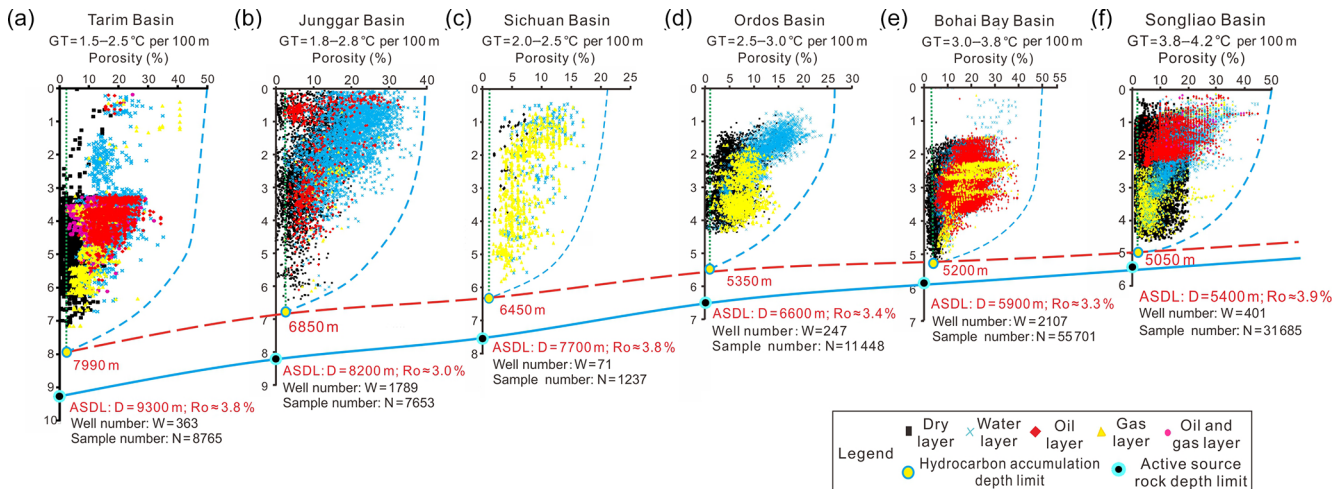 (a)
Tarim Basin
GT=1.5–2.5°C per 100 m
Porosity (%)
0 10 20 30 40 50
0
1
2
3
4
5
6
7
8
9
10
7990 m
ASDL: D=9300 m; Ro≈3.8%
Well number: W=363
Sample number: N=8765
(b)
Junggar Basin
GT=1.8–2.8°C per 100 m
Porosity (%)
0 10 20 30 40
0
1
2
3
4
5
6
7
8
9
6850 m
ASDL: D=8200 m; Ro≈3.0%
Well number: W=1789
Sample number: N=7653
(c)
Sichuan Basin
GT=2.0–2.5°C per 100 m
Porosity (%)
0 5 10 15 20 25
0
1
2
3
4
5
6
7
8
6450 m
ASDL: D=7700 m; Ro≈3.8%
Well number: W=71
Sample number: N=1237
(d)
Ordos Basin
GT=2.5–3.0°C per 100 m
Porosity (%)
0 5 10 15 20 25 30
0
1
2
3
4
5
6
7
5350 m
ASDL: D=6600 m; Ro≈3.4%
Well number: W=247
Sample number: N=11 448
(e)
Bohai Bay Basin
GT=3.0–3.8°C per 100 m
Porosity (%)
0 10 20 30 40 50 55
0
1
2
3
4
5
6
7
5200 m
ASDL: D=5900 m; Ro≈3.3%
Well number: W=2107
Sample number: N=55 701
(f)
Songliao Basin
GT=3.8–4.2°C per 100 m
Porosity (%)
0 10 20 30 40 50
0
1
2
3
4
5
6
5050 m
ASDL: D=5400 m; Ro≈3.9%
Well number: W=401
Sample number: N=31 685
Legend
Dry layer
Water layer
Oil layer
Gas layer
Oil and gas layer
Hydrocarbon accumulation depth limit
Active source rock depth limit